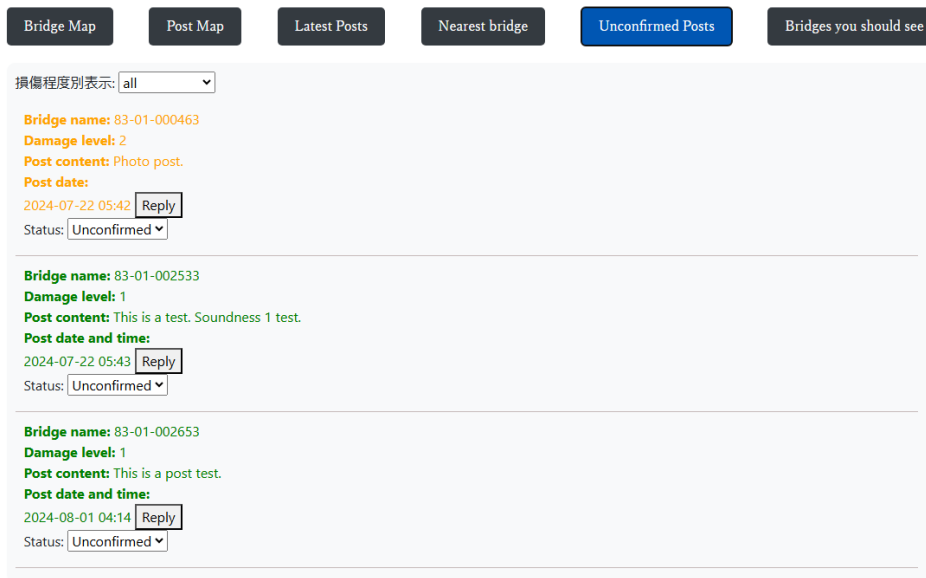 Bridge Map Post Map Latest Posts Nearest bridge Unconfirmed Posts Bridges you should see
損傷程度別表示: all
Bridge name: 83-01-000463
Damage level: 2
Post content: Photo post.
Post date:
2024-07-22 05:42 Reply
Status: Unconfirmed
Bridge name: 83-01-002533
Damage level: 1
Post content: This is a test. Soundness 1 test.
Post date and time:
2024-07-22 05:43 Reply
Status: Unconfirmed
Bridge name: 83-01-002653
Damage level: 1
Post content: This is a post test.
Post date and time:
2024-08-01 04:14 Reply
Status: Unconfirmed